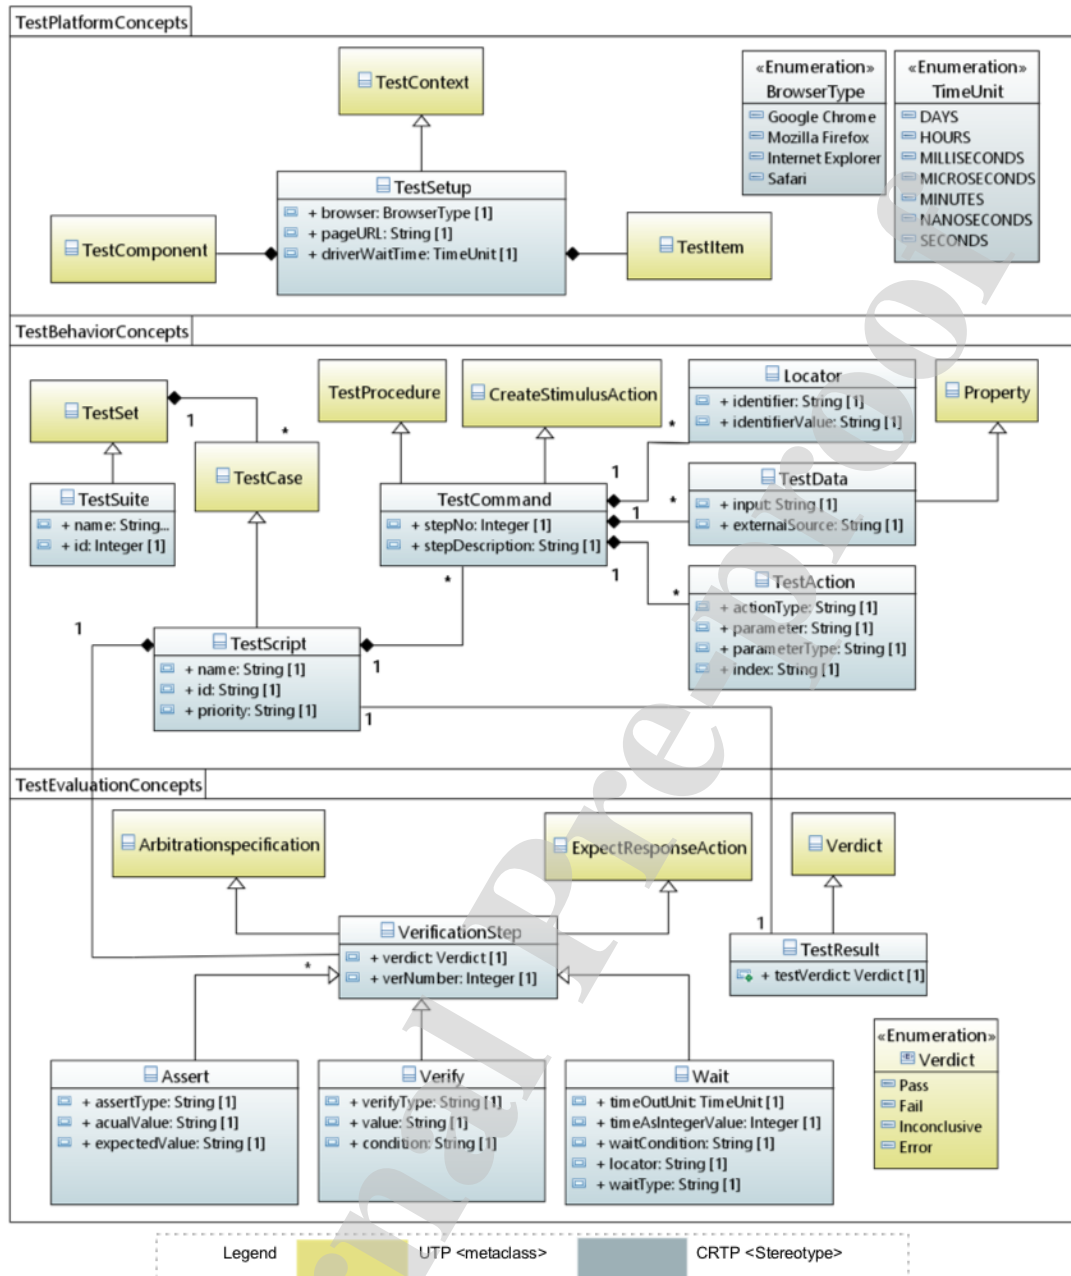 TestPlatformConcepts
TestContext
«Enumeration»
BrowserType
Google Chrome
Mozilla Firefox
Internet Explorer
Safari
«Enumeration»
TimeUnit
DAYS
HOURS
MILLISECONDS
MICROSECONDS
MINUTES
NANOSECONDS
SECONDS
TestSetup
+ browser: BrowserType [1]
+ pageURL: String [1]
+ driverWaitTime: TimeUnit [1]
TestComponent
TestItem
TestBehaviorConcepts
TestSet
1
*
TestProcedure
CreateStimulusAction
Locator
+ identifier: String [1]
+ identifierValue: String [1]
Property
TestSuite
+ name: String...
+ id: Integer [1]
TestCase
TestCommand
+ stepNo: Integer [1]
+ stepDescription: String [1]
*
1
TestData
+ input: String [1]
+ externalSource: String [1]
*
1
TestAction
+ actionType: String [1]
+ parameter: String [1]
+ parameterType: String [1]
+ index: String [1]
1
*
*
1
TestScript
+ name: String [1]
+ id: String [1]
+ priority: String [1]
1
1
TestEvaluationConcepts
Arbitrationspecification
ExpectResponseAction
Verdict
VerificationStep
+ verdict: Verdict [1]
+ verNumber: Integer [1]
*
1
TestResult
+ testVerdict: Verdict [1]
Assert
+ assertType: String [1]
+ acualValue: String [1]
+ expectedValue: String [1]
Verify
+ verifyType: String [1]
+ value: String [1]
+ condition: String [1]
Wait
+ timeOutUnit: TimeUnit [1]
+ timeAsIntegerValue: Integer [1]
+ waitCondition: String [1]
+ locator: String [1]
+ waitType: String [1]
«Enumeration»
Verdict
Pass
Fail
Inconclusive
Error
Legend
UTP <metaclass>
CRTP <Stereotype>
nal Pre-proof